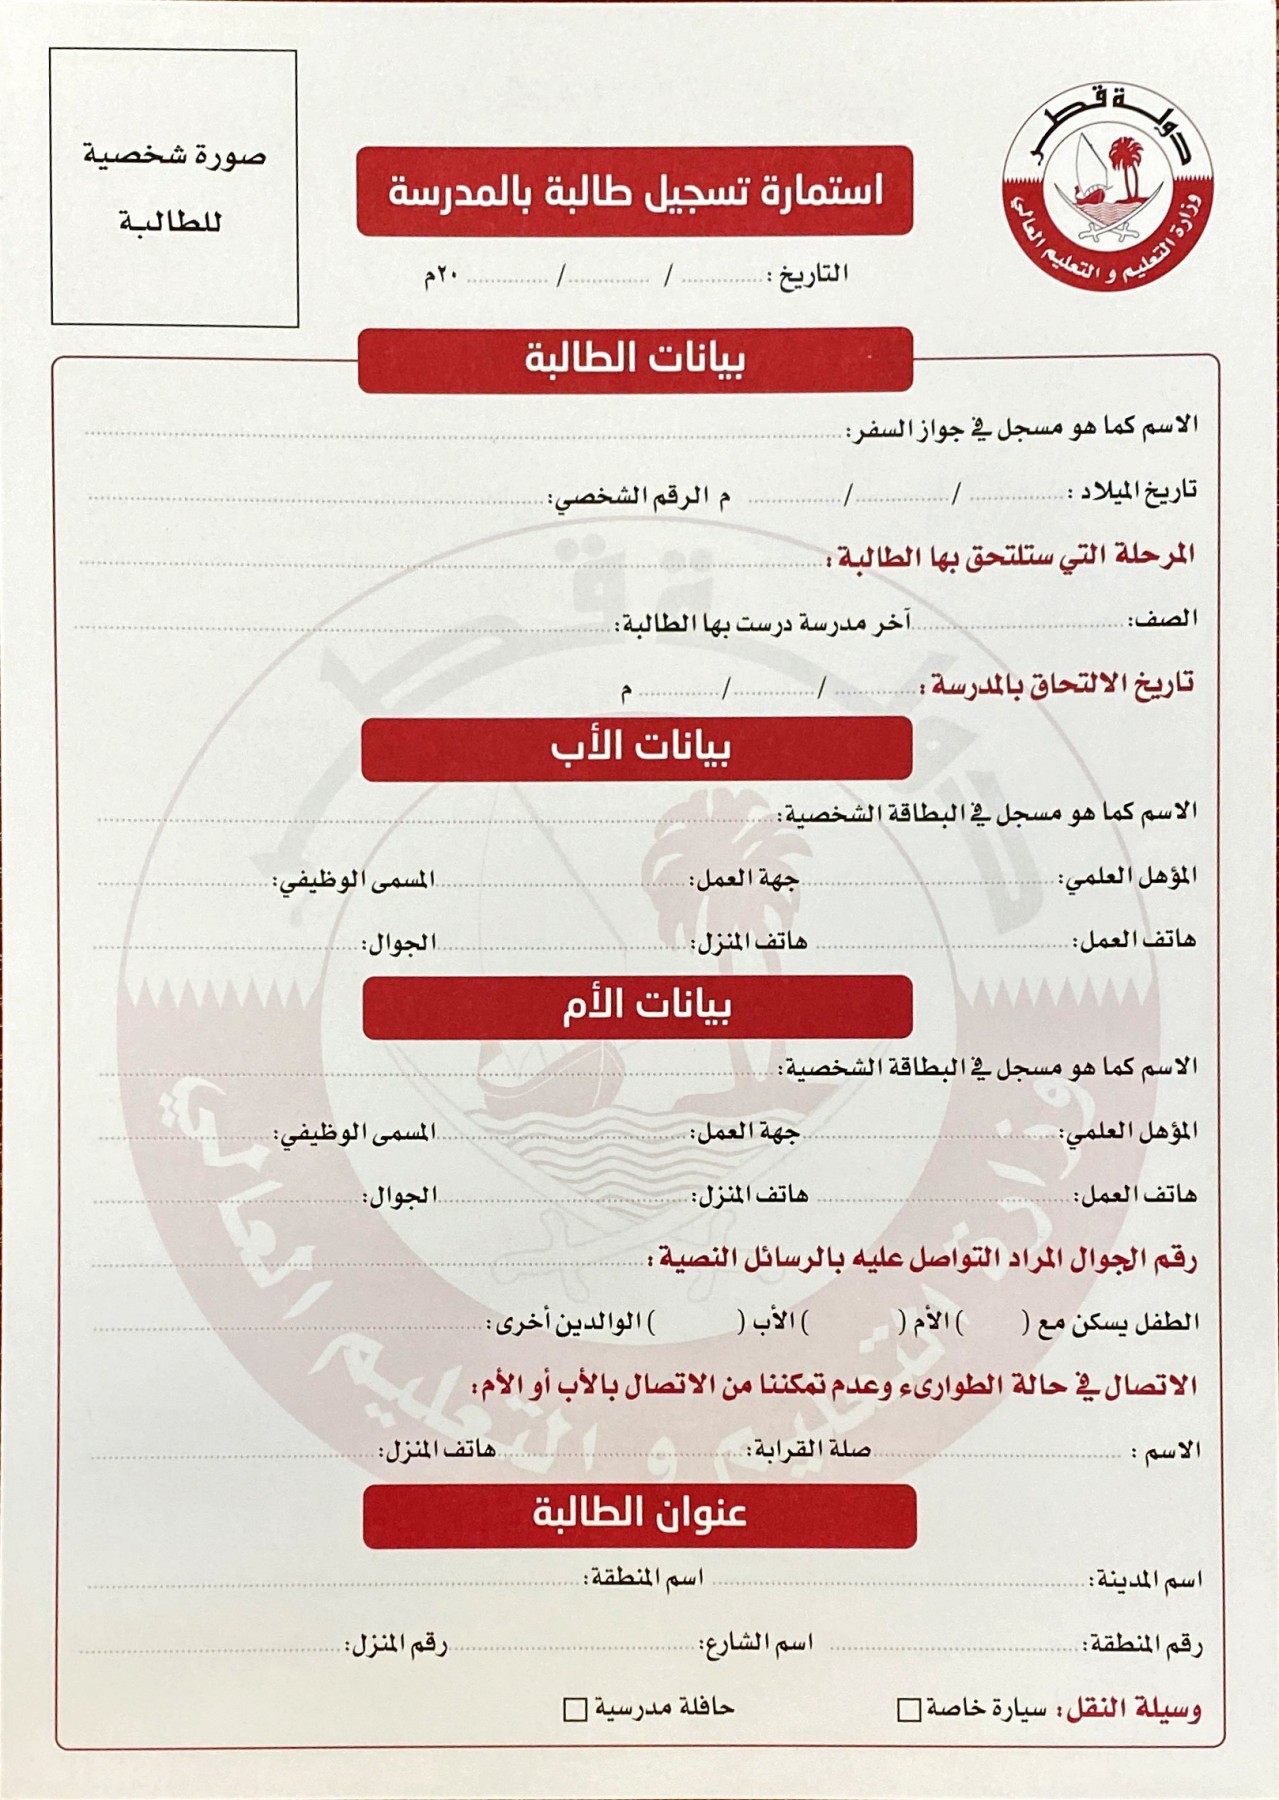 دولة قطر
وزارة التعليم و التعليم العالي
صورة شخصية
للطالبة
استمارة تسجيل طالبة بالمدرسة
التاريخ : ............ / ............ / ............ ٢٠م
بيانات الطالبة
الاسم كما هو مسجل في جواز السفر:............
تاريخ الميلاد : ............ / ............ / ............ م الرقم الشخصي:............
المرحلة التي ستلتحق بها الطالبة :............
الصف:............آخر مدرسة درست بها الطالبة:............
تاريخ الالتحاق بالمدرسة :............ / ............ / ............ م
بيانات الأب
الاسم كما هو مسجل في البطاقة الشخصية:............
المؤهل العلمي:............جهة العمل:............المسمى الوظيفي:............
هاتف العمل:............ هاتف المنزل:............الجوال:............
بيانات الأم
الاسم كما هو مسجل في البطاقة الشخصية:............
المؤهل العلمي:............جهة العمل:............المسمى الوظيفي:............
هاتف العمل:............ هاتف المنزل:............الجوال:............
رقم الجوال المراد التواصل عليه بالرسائل النصية :............
الطفل يسكن مع ( ) الأم ( ) الأب ( ) الوالدين أخرى:............
الاتصال في حالة الطوارىء وعدم تمكننا من الاتصال بالأب أو الأم:
الاسم : ............صلة القرابة:............هاتف المنزل:............
عنوان الطالبة
اسم المدينة:............ اسم المنطقة:............
رقم المنطقة:............ اسم الشارع:............رقم المنزل:............
وسيلة النقل: سيارة خاصة □ حافلة مدرسية □